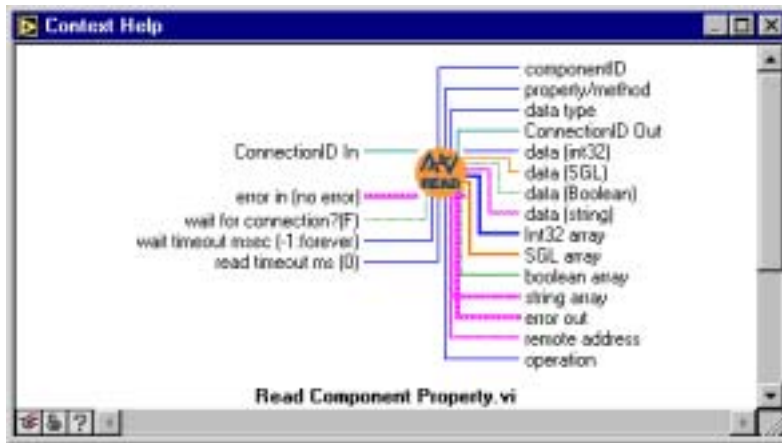 Context Help
componentID
property/method
data type
ConnectionID Out
ConnectionID In
data (int32)
data (SGL)
data (Boolean)
error in (no error)
data (string)
wait for connection?(F)
Int32 array
wait timeout msec (-1:forever)
SGL array
read timeout ms (0)
boolean array
string array
error out
remote address
operation
READ
Read Component Property.vi
?